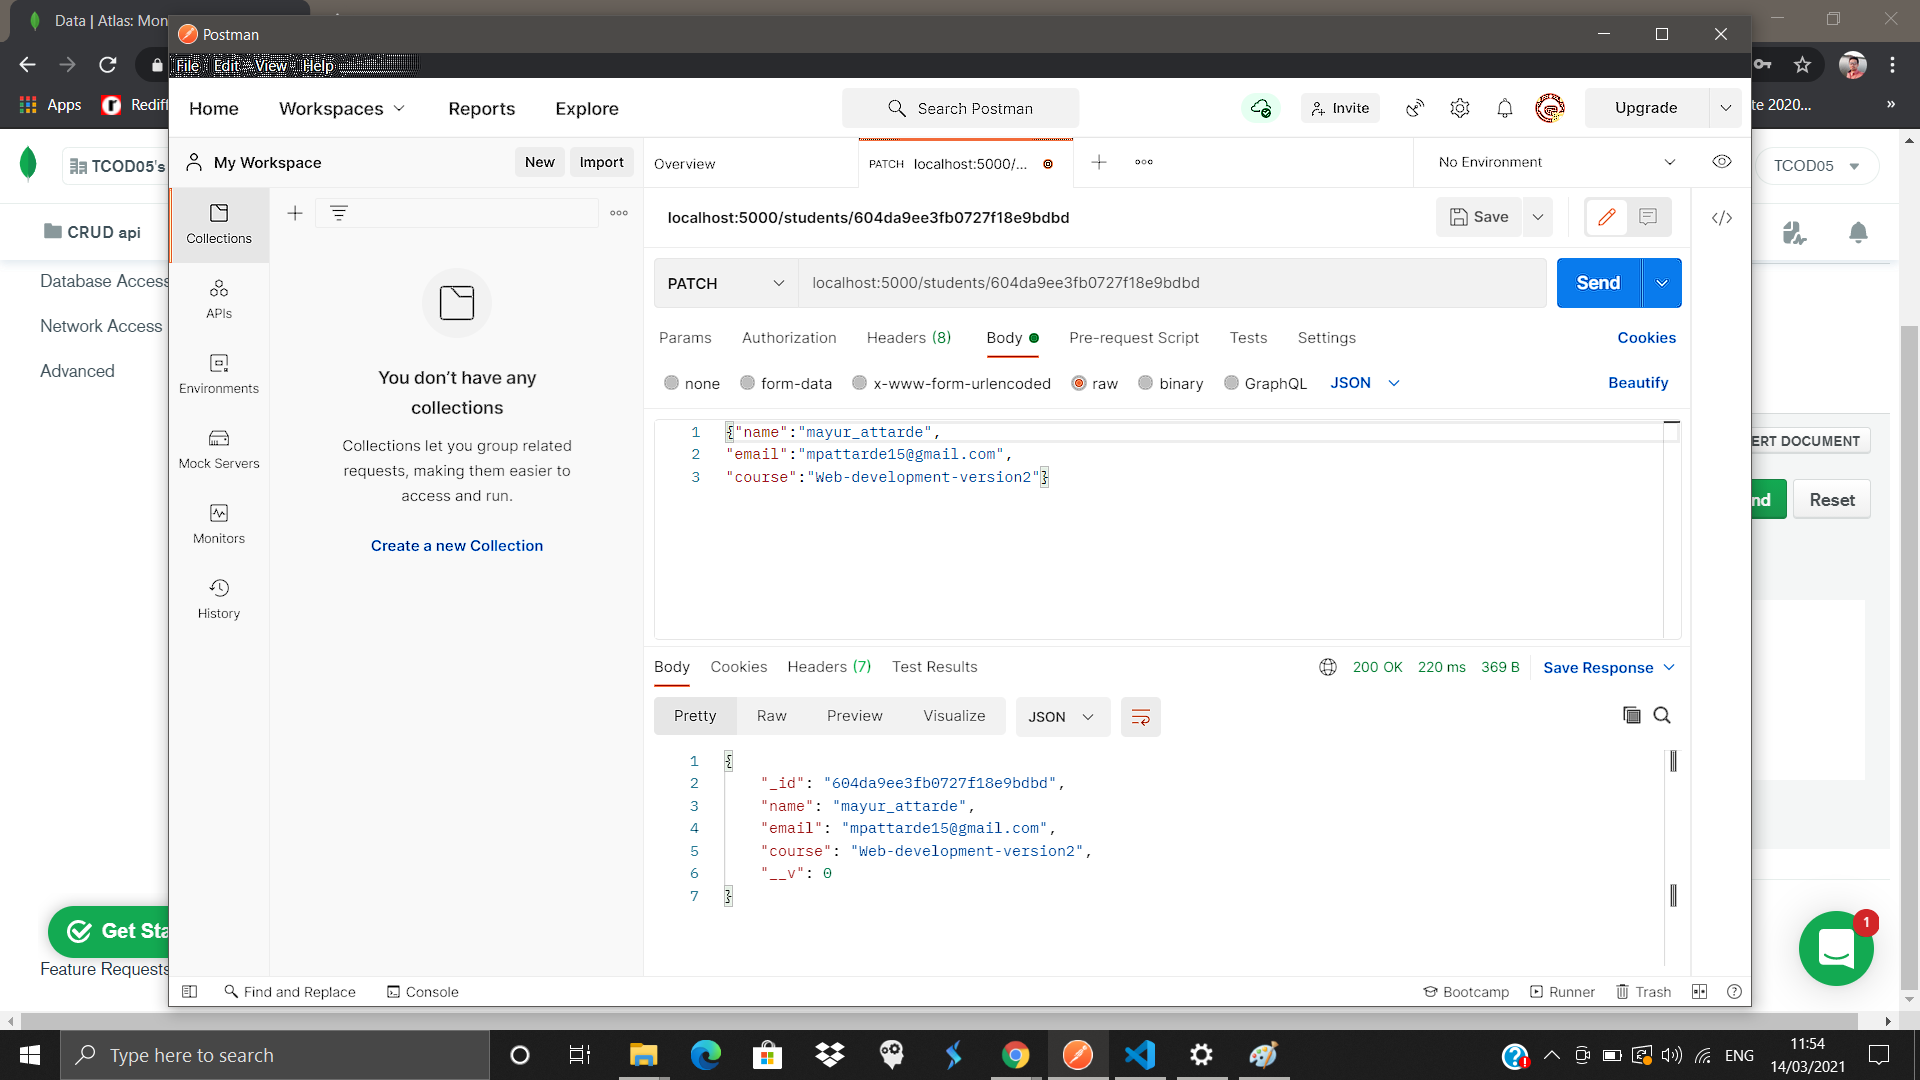 Data | Atlas: Mon
Postman
File Edit View Help
Apps Rediff
te 2020...
»
Home Workspaces Reports Explore Search Postman Invite Upgrade
TCOD05's
My Workspace New Import Overview PATCH localhost:5000/... No Environment
TCOD05
CRUD api
Collections
localhost:5000/students/604da9ee3fb0727f18e9bdbd Save
</>
Database Access
Network Access
Advanced
APIs
Environments
Mock Servers
Monitors
History
You don't have any
collections
Collections let you group related
requests, making them easier to
access and run.
Create a new Collection
PATCH localhost:5000/students/604da9ee3fb0727f18e9bdbd Send
Params Authorization Headers (8) Body Pre-request Script Tests Settings Cookies
none form-data x-www-form-urlencoded raw binary GraphQL JSON Beautify
1 {"name":"mayur_attarde",
2 "email":"mpattarde15@gmail.com",
3 "course":"Web-development-version2"}
ERT DOCUMENT
nd Reset
Body Cookies Headers (7) Test Results 200 OK 220 ms 369 B Save Response
Pretty Raw Preview Visualize JSON
1 {
2 "_id": "604da9ee3fb0727f18e9bdbd",
3 "name": "mayur_attarde",
4 "email": "mpattarde15@gmail.com",
5 "course": "Web-development-version2",
6 "__v": 0
7 }
Get Sta
Feature Requests
1
Find and Replace Console Bootcamp Runner Trash
Type here to search
ENG
11:54
14/03/2021